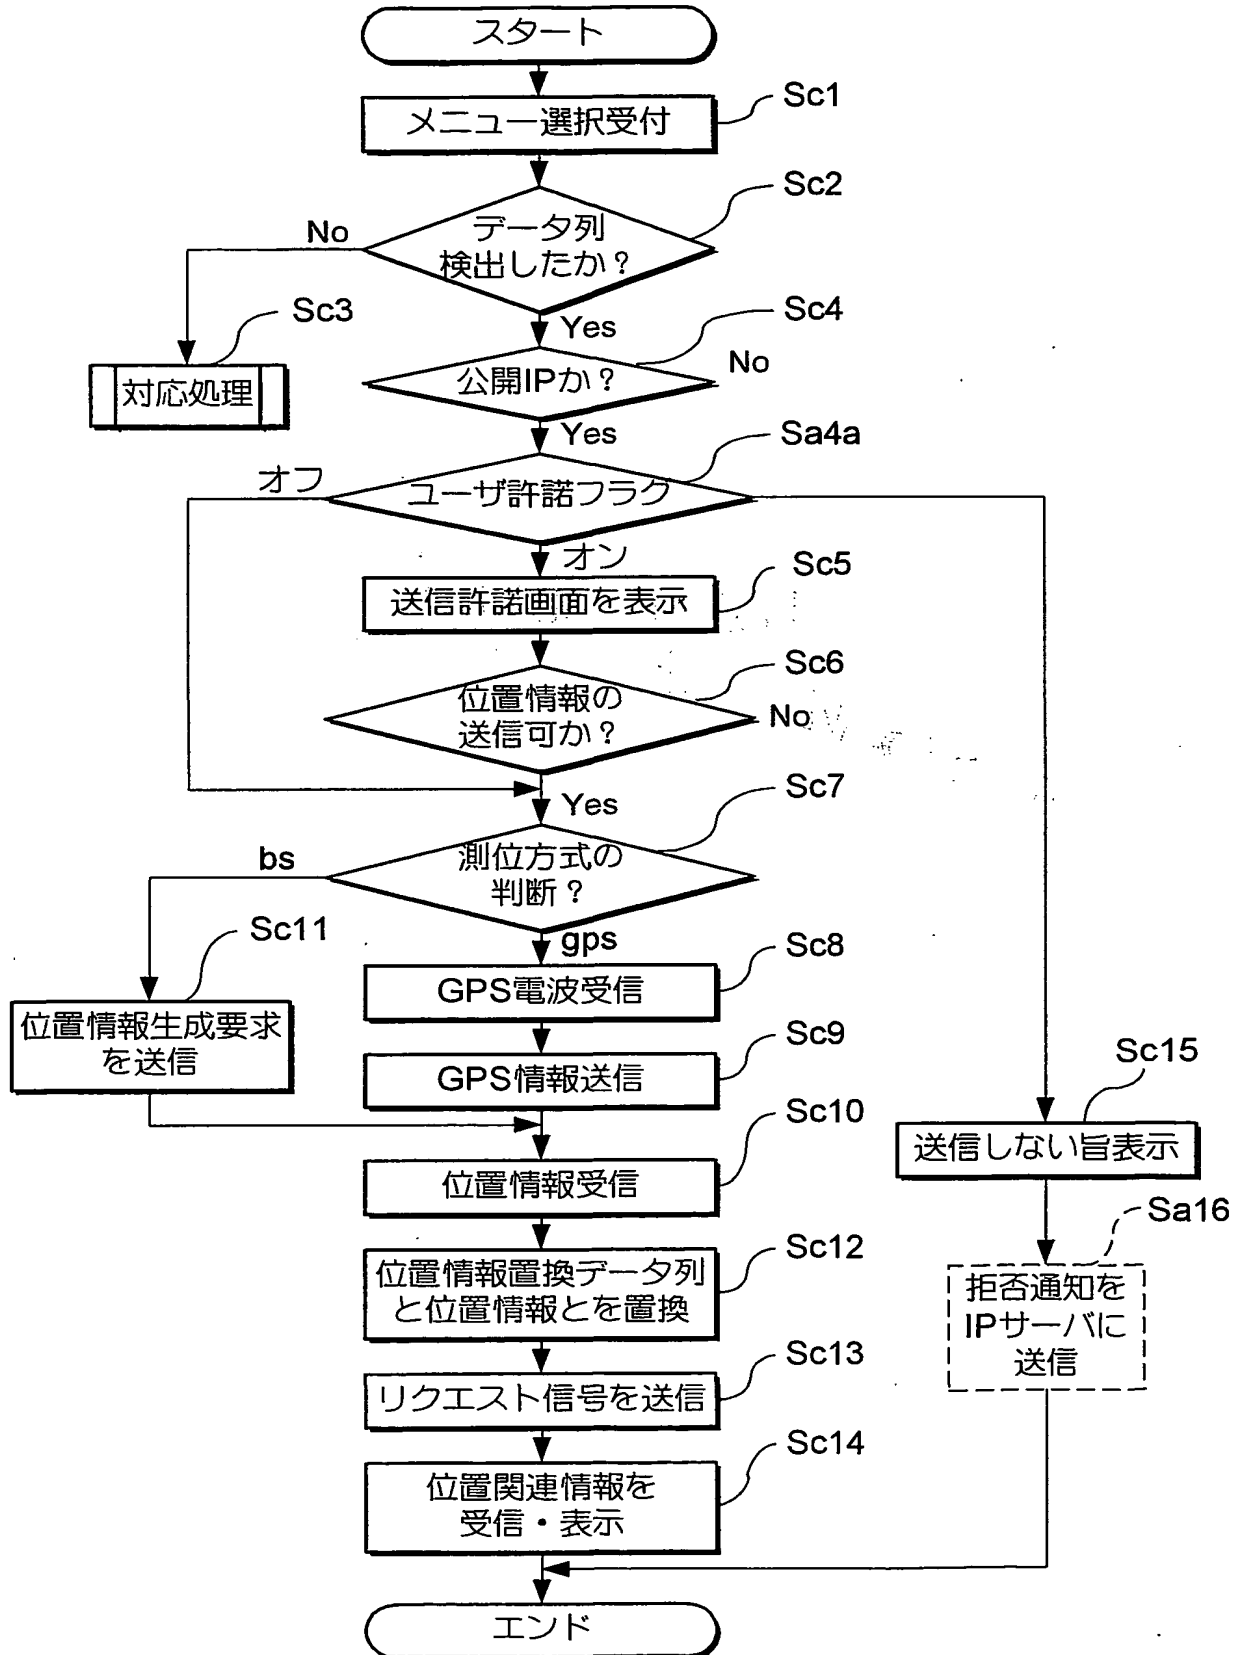 スタート
メニュー選択受付
Sc1
データ列
検出したか？
Sc2
No
Yes
Sc3
対応処理
公開IPか？
Sc4
No
Yes
ユーザ許諾フラグ
Sa4a
オフ
オン
送信許諾画面を表示
Sc5
位置情報の
送信可か？
Sc6
No
Yes
測位方式の
判断？
Sc7
bs
gps
Sc11
位置情報生成要求
を送信
GPS電波受信
Sc8
GPS情報送信
Sc9
位置情報受信
Sc10
位置情報置換データ列
と位置情報とを置換
Sc12
リクエスト信号を送信
Sc13
位置関連情報を
受信・表示
Sc14
Sc15
送信しない旨表示
Sa16
拒否通知を
IPサーバに
送信
エンド